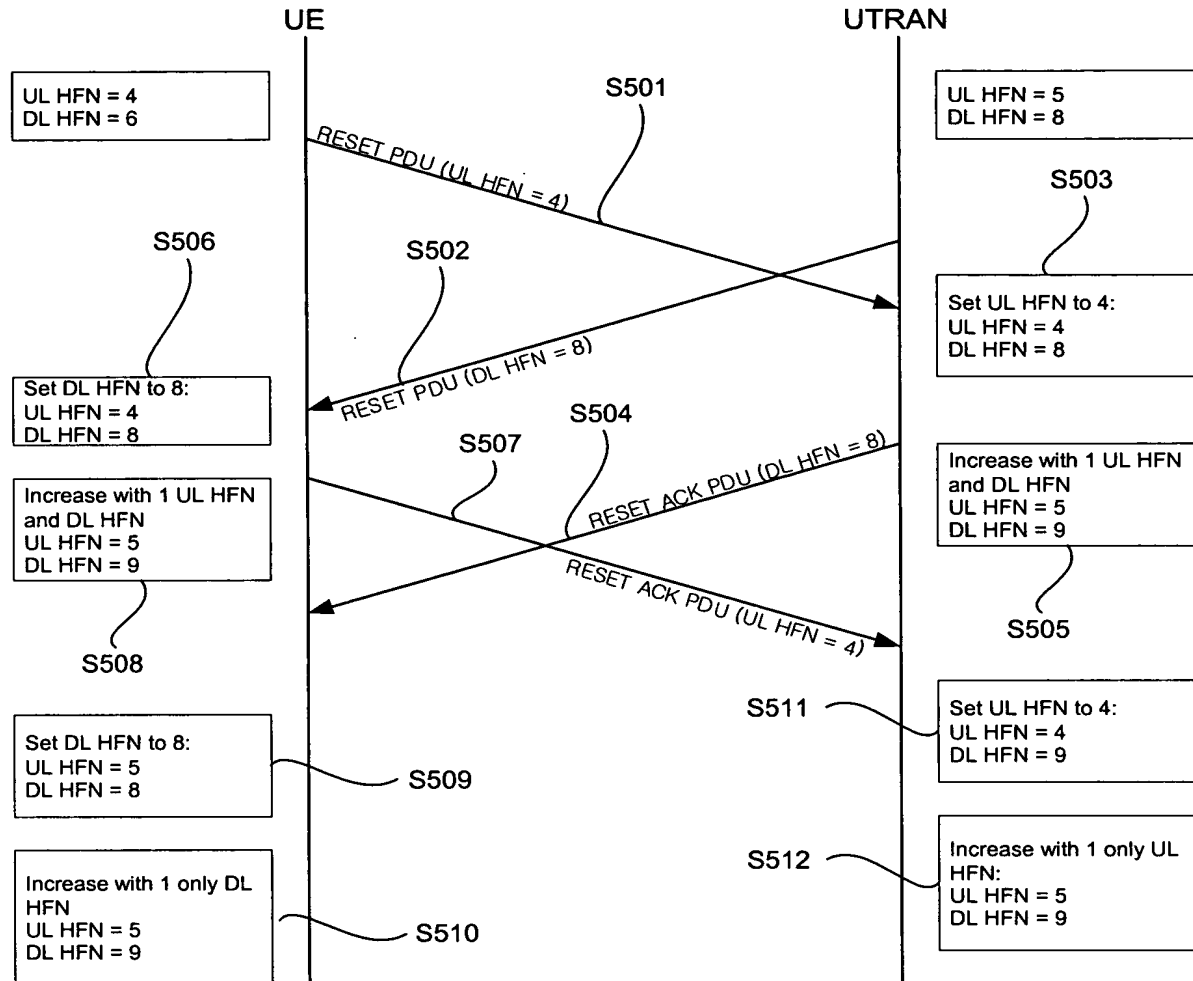 UE
UTRAN
UL HFN = 4
DL HFN = 6
S501
UL HFN = 5
DL HFN = 8
RESET PDU (UL HFN = 4)
S503
S506
S502
Set UL HFN to 4:
UL HFN = 4
DL HFN = 8
RESET PDU (DL HFN = 8)
Set DL HFN to 8:
UL HFN = 4
DL HFN = 8
S504
S507
RESET ACK PDU (DL HFN = 8)
Increase with 1 UL HFN
and DL HFN
UL HFN = 5
DL HFN = 9
Increase with 1 UL HFN
and DL HFN
UL HFN = 5
DL HFN = 9
RESET ACK PDU (UL HFN = 4)
S505
S508
S511
Set UL HFN to 4:
UL HFN = 4
DL HFN = 9
Set DL HFN to 8:
UL HFN = 5
DL HFN = 8
S509
S512
Increase with 1 only UL
HFN:
UL HFN = 5
DL HFN = 9
Increase with 1 only DL
HFN
UL HFN = 5
DL HFN = 9
S510